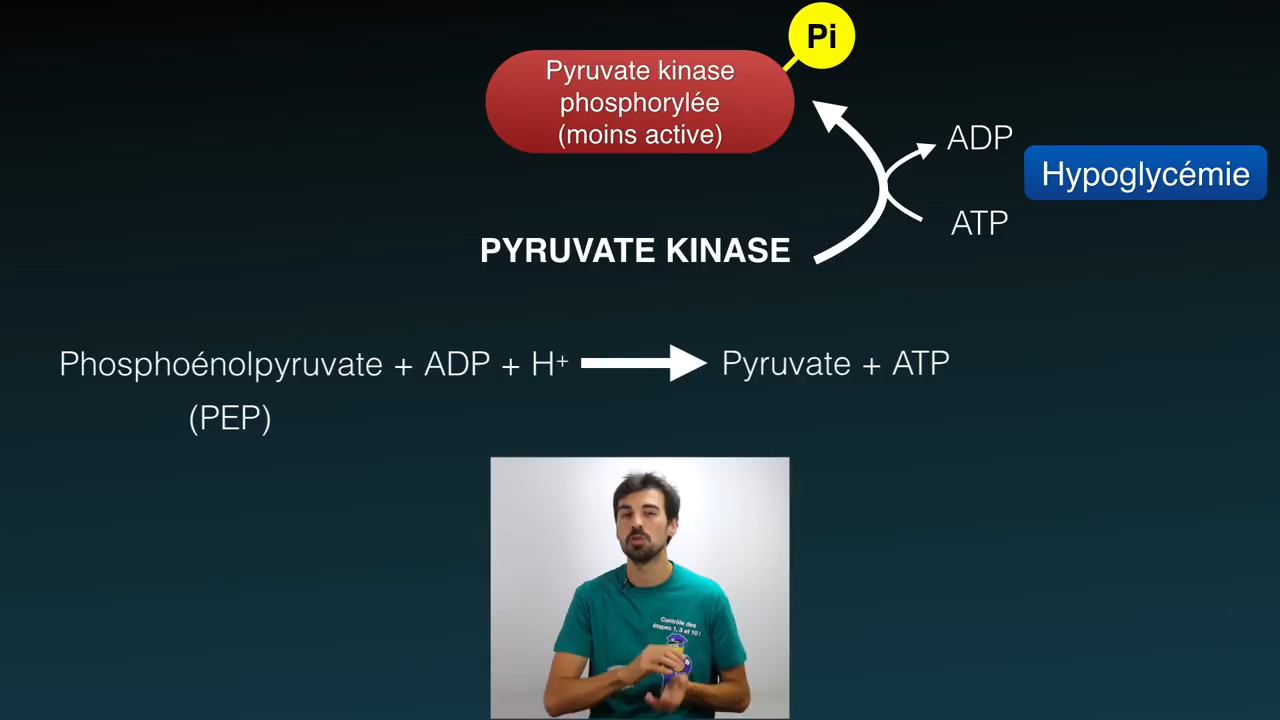 Pi
Pyruvate kinase
phosphorylée
(moins active)
ADP
Hypoglycémie
ATP
PYRUVATE KINASE
Phosphoénolpyruvate + ADP + H⁺ Pyruvate + ATP
(PEP)
Contrôle des
étapes 1, 3 et 10 !